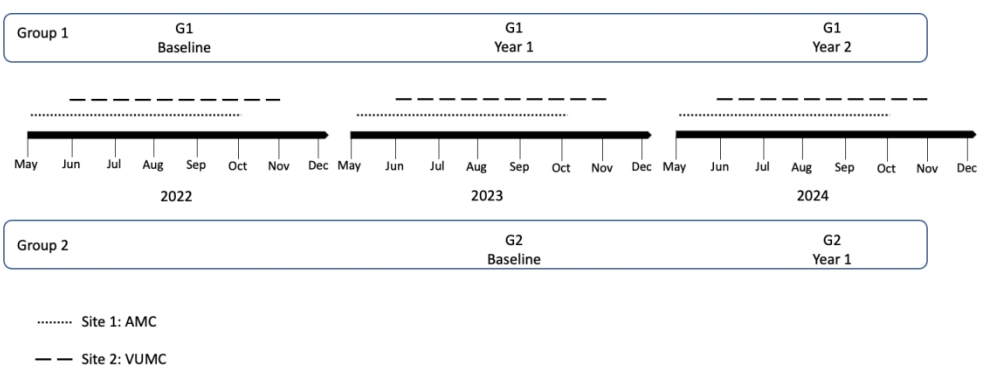 Group 1
G1
Baseline
G1
Year 1
G1
Year 2
May Jun Jul Aug Sep Oct Nov Dec May Jun Jul Aug Sep Oct Nov Dec May Jun Jul Aug Sep Oct Nov Dec
2022 2023 2024
Group 2
G2
Baseline
G2
Year 1
Site 1: AMC
Site 2: VUMC